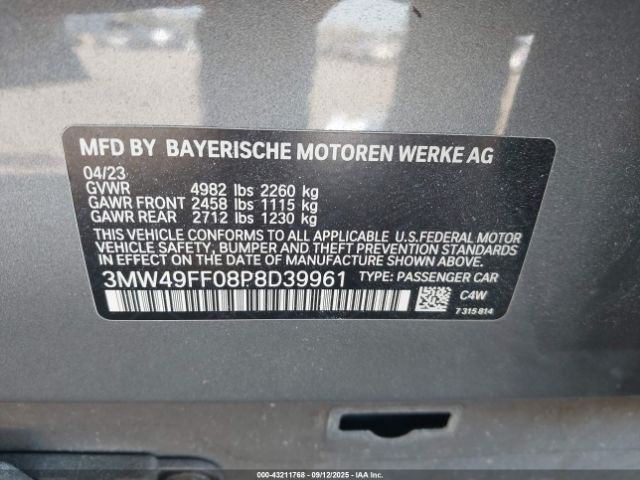 MFD BY BAYERISCHE MOTOREN WERKE AG
04/23
GVWR 4982 lbs 2260 kg
GAWR FRONT 2458 lbs 1115 kg
GAWR REAR 2712 lbs 1230 kg
THIS VEHICLE CONFORMS TO ALL APPLICABLE U.S.FEDERAL MOTOR
VEHICLE SAFETY, BUMPER AND THEFT PREVENTION STANDARDS
IN EFFECT ON THE DATE OF MANUFACTURE SHOWN ABOVE.
3MW49FF08P8D39961 TYPE: PASSENGER CAR
C4W
7 315 814
000-43211768 - 09/12/2025 - IAA Inc.